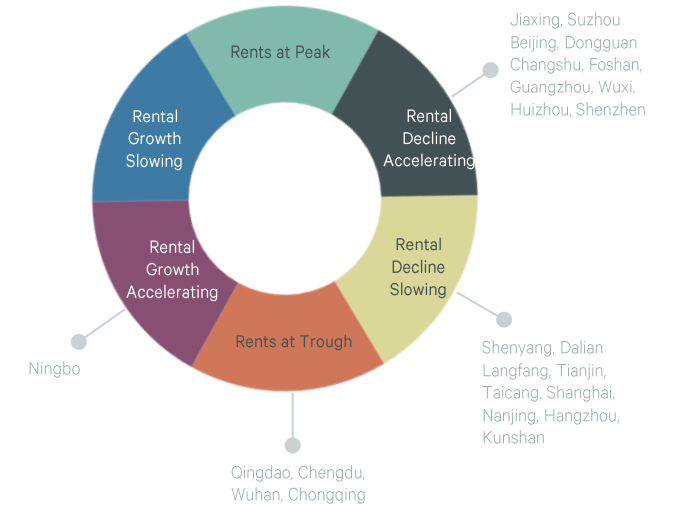 Rents at Peak
Jiaxing, Suzhou
Beijing, Dongguan
Changshu, Foshan,
Guangzhou, Wuxi,
Huizhou, Shenzhen
Rental
Decline
Accelerating
Rental
Growth
Slowing
Rental
Growth
Accelerating
Rental
Decline
Slowing
Rents at Trough
Ningbo
Shenyang, Dalian
Langfang, Tianjin,
Taicang, Shanghai,
Nanjing, Hangzhou,
Kunshan
Qingdao, Chengdu,
Wuhan, Chongqing